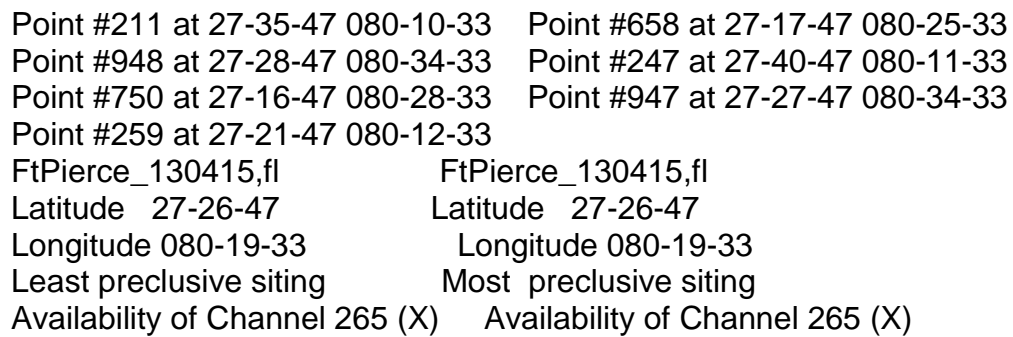 Point #211 at 27-35-47 080-10-33 Point #658 at 27-17-47 080-25-33
Point #948 at 27-28-47 080-34-33 Point #247 at 27-40-47 080-11-33
Point #750 at 27-16-47 080-28-33 Point #947 at 27-27-47 080-34-33
Point #259 at 27-21-47 080-12-33
FtPierce_130415,fl FtPierce_130415,fl
Latitude 27-26-47 Latitude 27-26-47
Longitude 080-19-33 Longitude 080-19-33
Least preclusive siting Most preclusive siting
Availability of Channel 265 (X) Availability of Channel 265 (X)